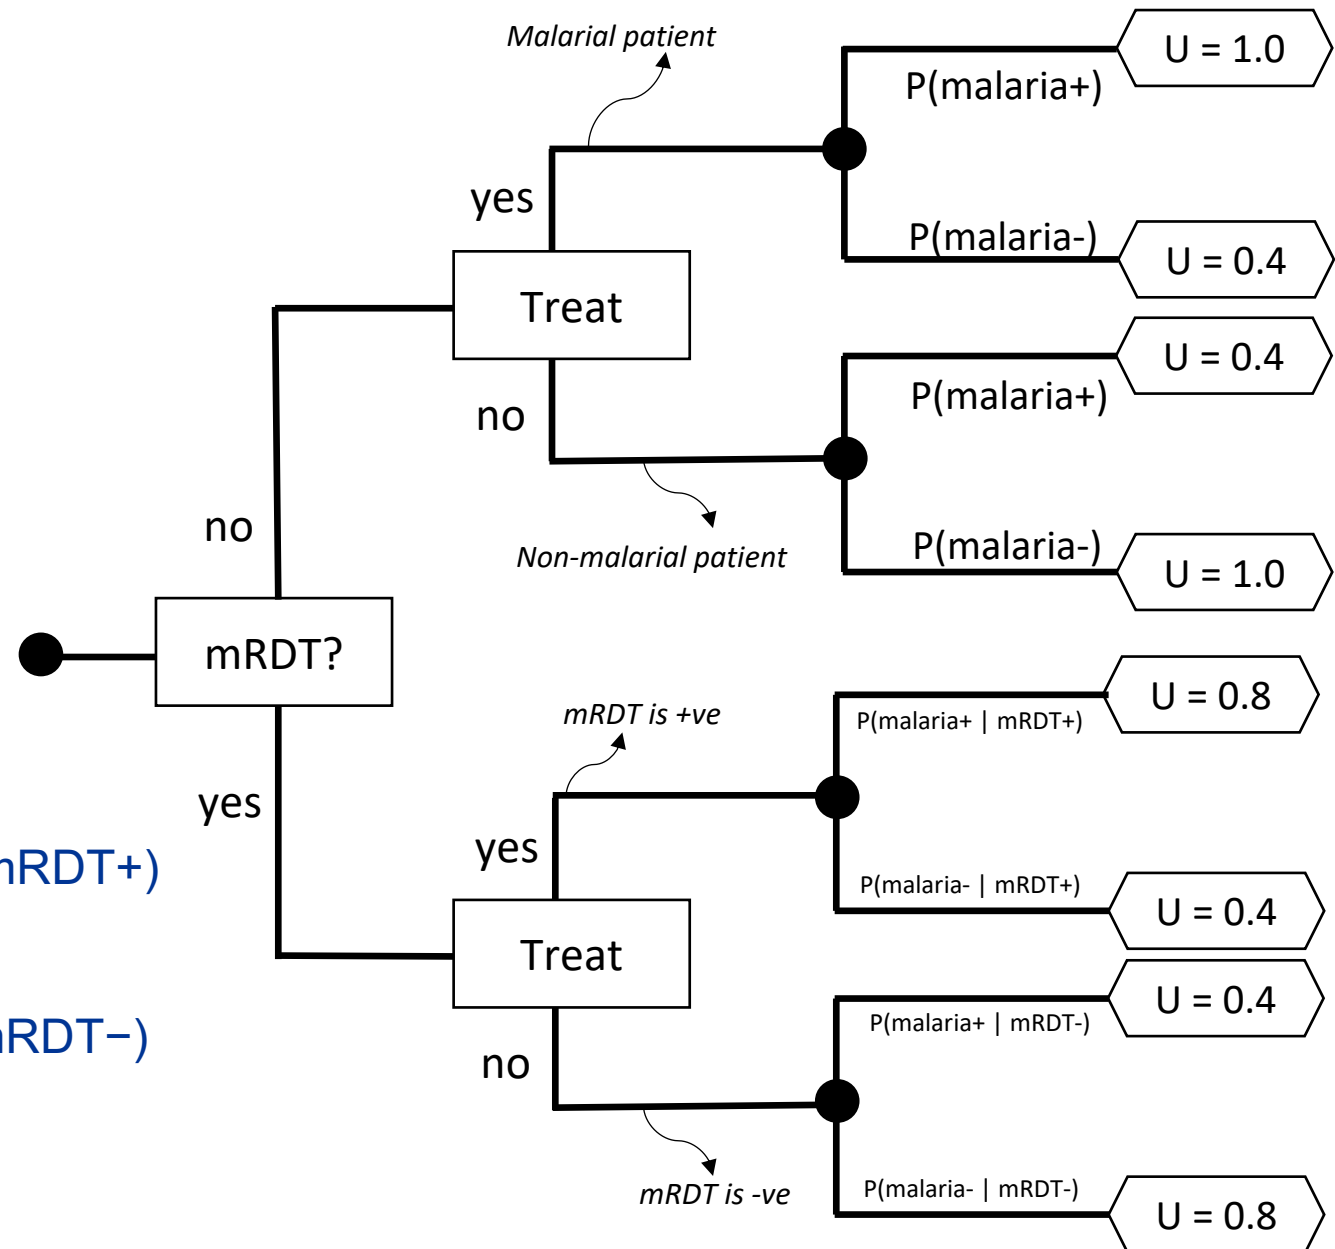 Malarial patient
U = 1.0
P(malaria+)
yes
P(malaria-)
U = 0.4
Treat
U = 0.4
P(malaria+)
no
no
P(malaria-)
Non-malarial patient
U = 1.0
mRDT?
mRDT is +ve
U = 0.8
P(malaria+ | mRDT+)
yes
yes
mRDT+)
P(malaria- | mRDT+)
U = 0.4
Treat
U = 0.4
P(malaria+ | mRDT-)
mRDT−)
no
mRDT is -ve
P(malaria- | mRDT-)
U = 0.8